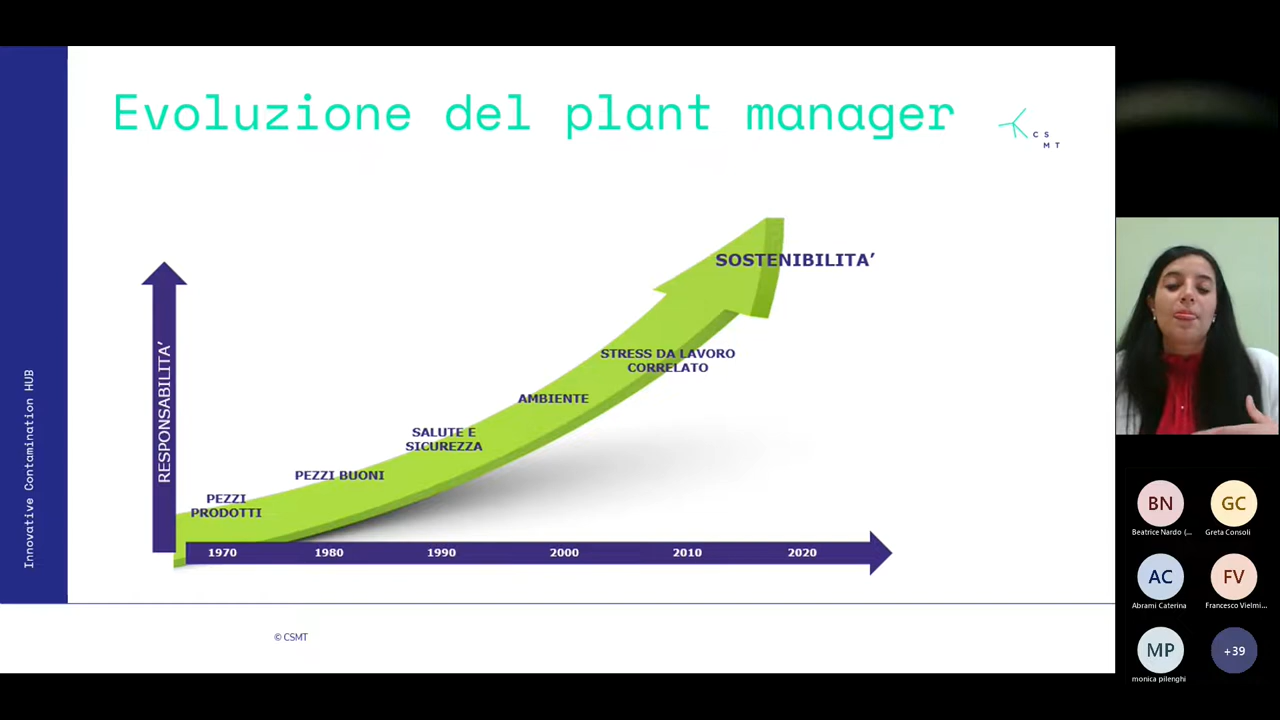 Evoluzione del plant manager
C S
M T
Innovative Contamination HUB
RESPONSABILITA’
SOSTENIBILITA’
STRESS DA LAVORO
CORRELATO
AMBIENTE
SALUTE E
SICUREZZA
PEZZI BUONI
PEZZI
PRODOTTI
1970 1980 1990 2000 2010 2020
© CSMT
BN GC
Beatrice Nardo (... Greta Consoli
AC FV
Abrami Caterina Francesco Vielmi...
MP +39
monica pilenghi